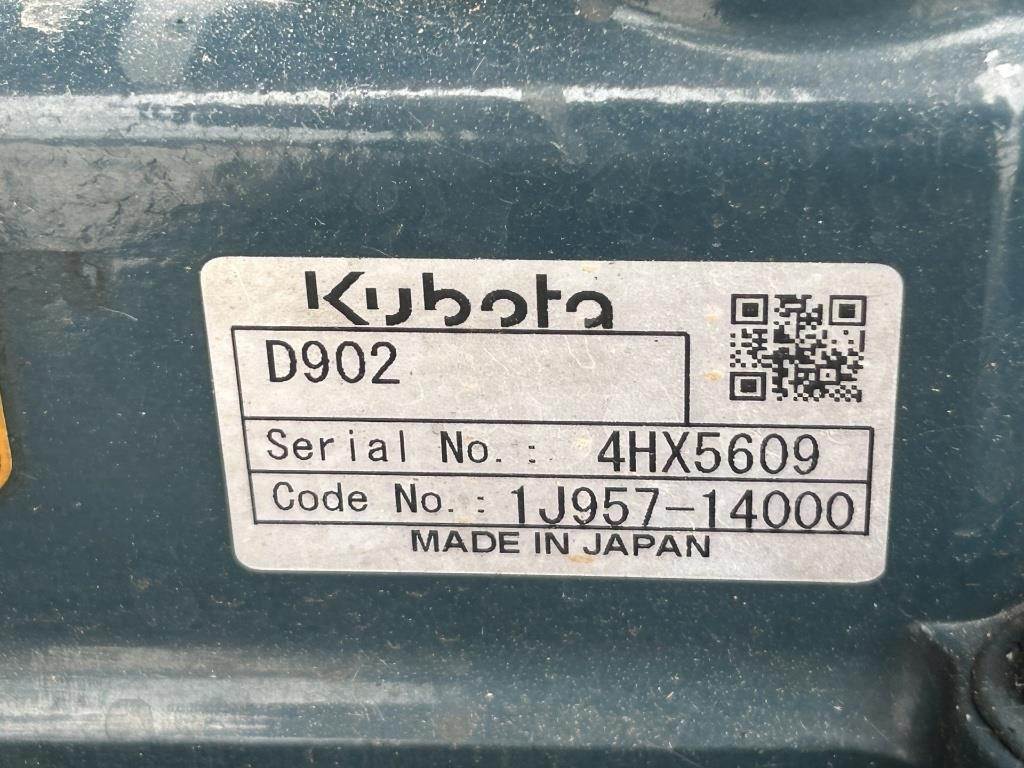 Kubota
D902
Serial No.: 4HX5609
Code No.: 1J957-14000
MADE IN JAPAN